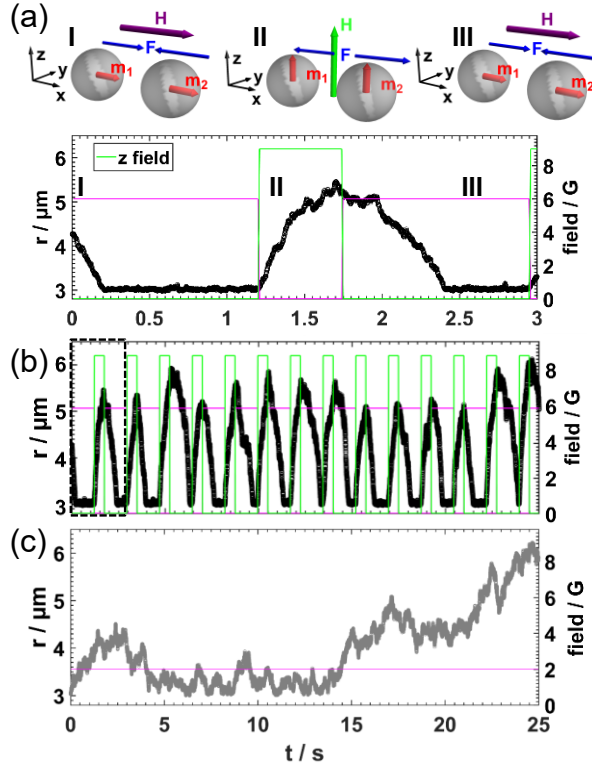 (a)
I II III
H H H
F F F
z y x m1 m2
z y x m1 m2
z y x m1 m2
z field
I II III
r / μm
6
5
4
3
field / G
8
6
4
2
0
0 0.5 1 1.5 2 2.5 3
(b)
r / μm
6
5
4
3
field / G
8
6
4
2
0
(c)
r / μm
6
5
4
3
field / G
8
6
4
2
0
0 5 10 15 20 25
t / s